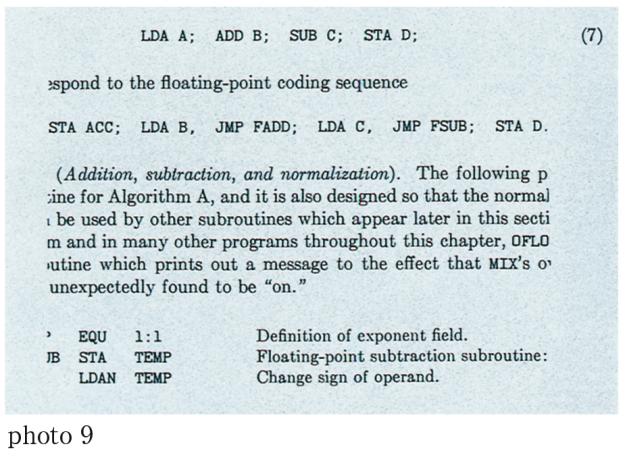 LDA A; ADD B; SUB C; STA D; (7)
espond to the floating-point coding sequence
STA ACC; LDA B, JMP FADD; LDA C, JMP FSUB; STA D.
(Addition, subtraction, and normalization). The following p
ine for Algorithm A, and it is also designed so that the normal
be used by other subroutines which appear later in this secti
m and in many other programs throughout this chapter, OFLO
utine which prints out a message to the effect that MIX's o
unexpectedly found to be “on.”
EQU 1:1 Definition of exponent field.
UB STA TEMP Floating-point subtraction subroutine:
LDAN TEMP Change sign of operand.
photo 9